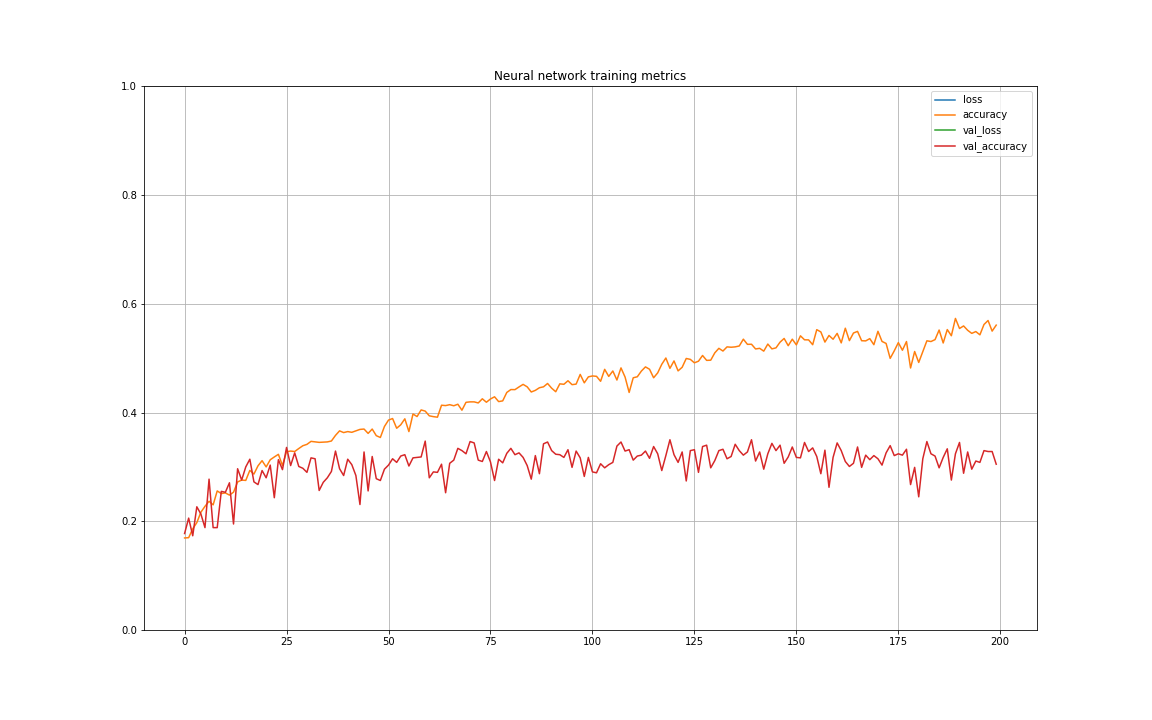 Neural network training metrics
loss
accuracy
val_loss
val_accuracy
1.0
0.8
0.6
0.4
0.2
0.0
0 25 50 75 100 125 150 175 200